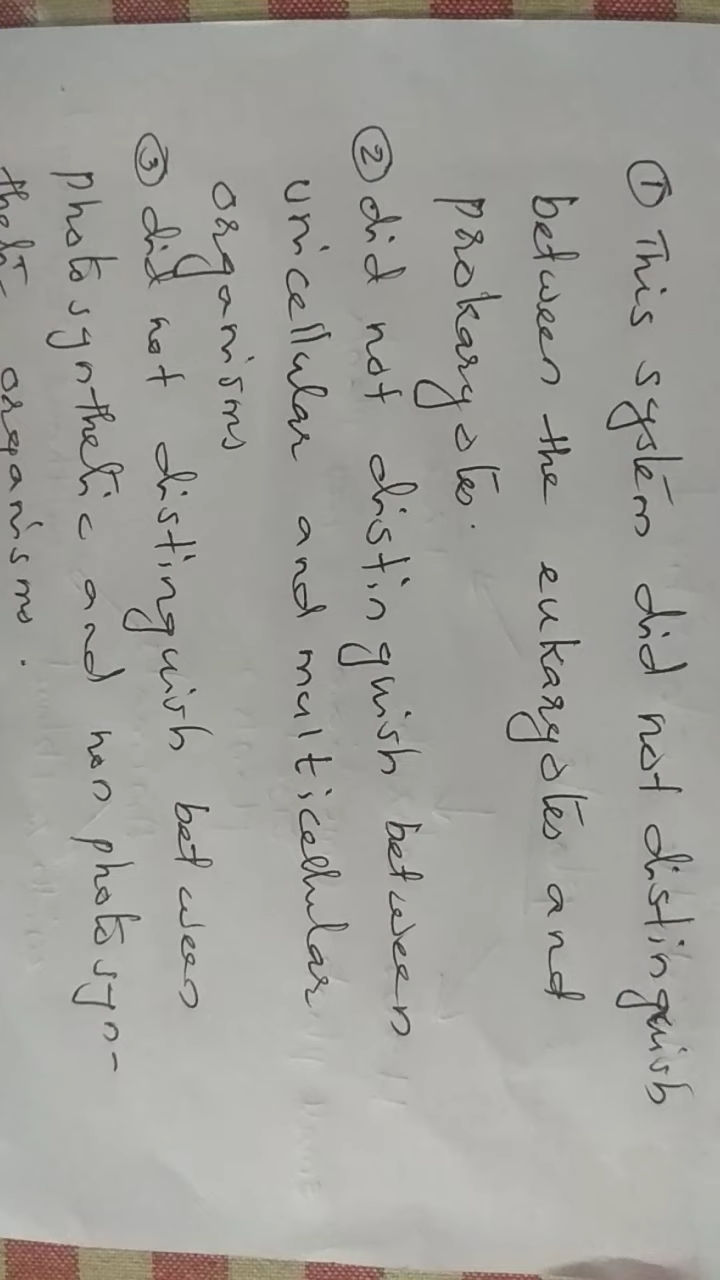 ① This system did not distinguish
between the eukaryotes and
prokaryotes.
② did not distinguish between
unicellular and multicellular
organisms
③ did not distinguish between
photosynthetic and non photosyn-
thetic organisms.